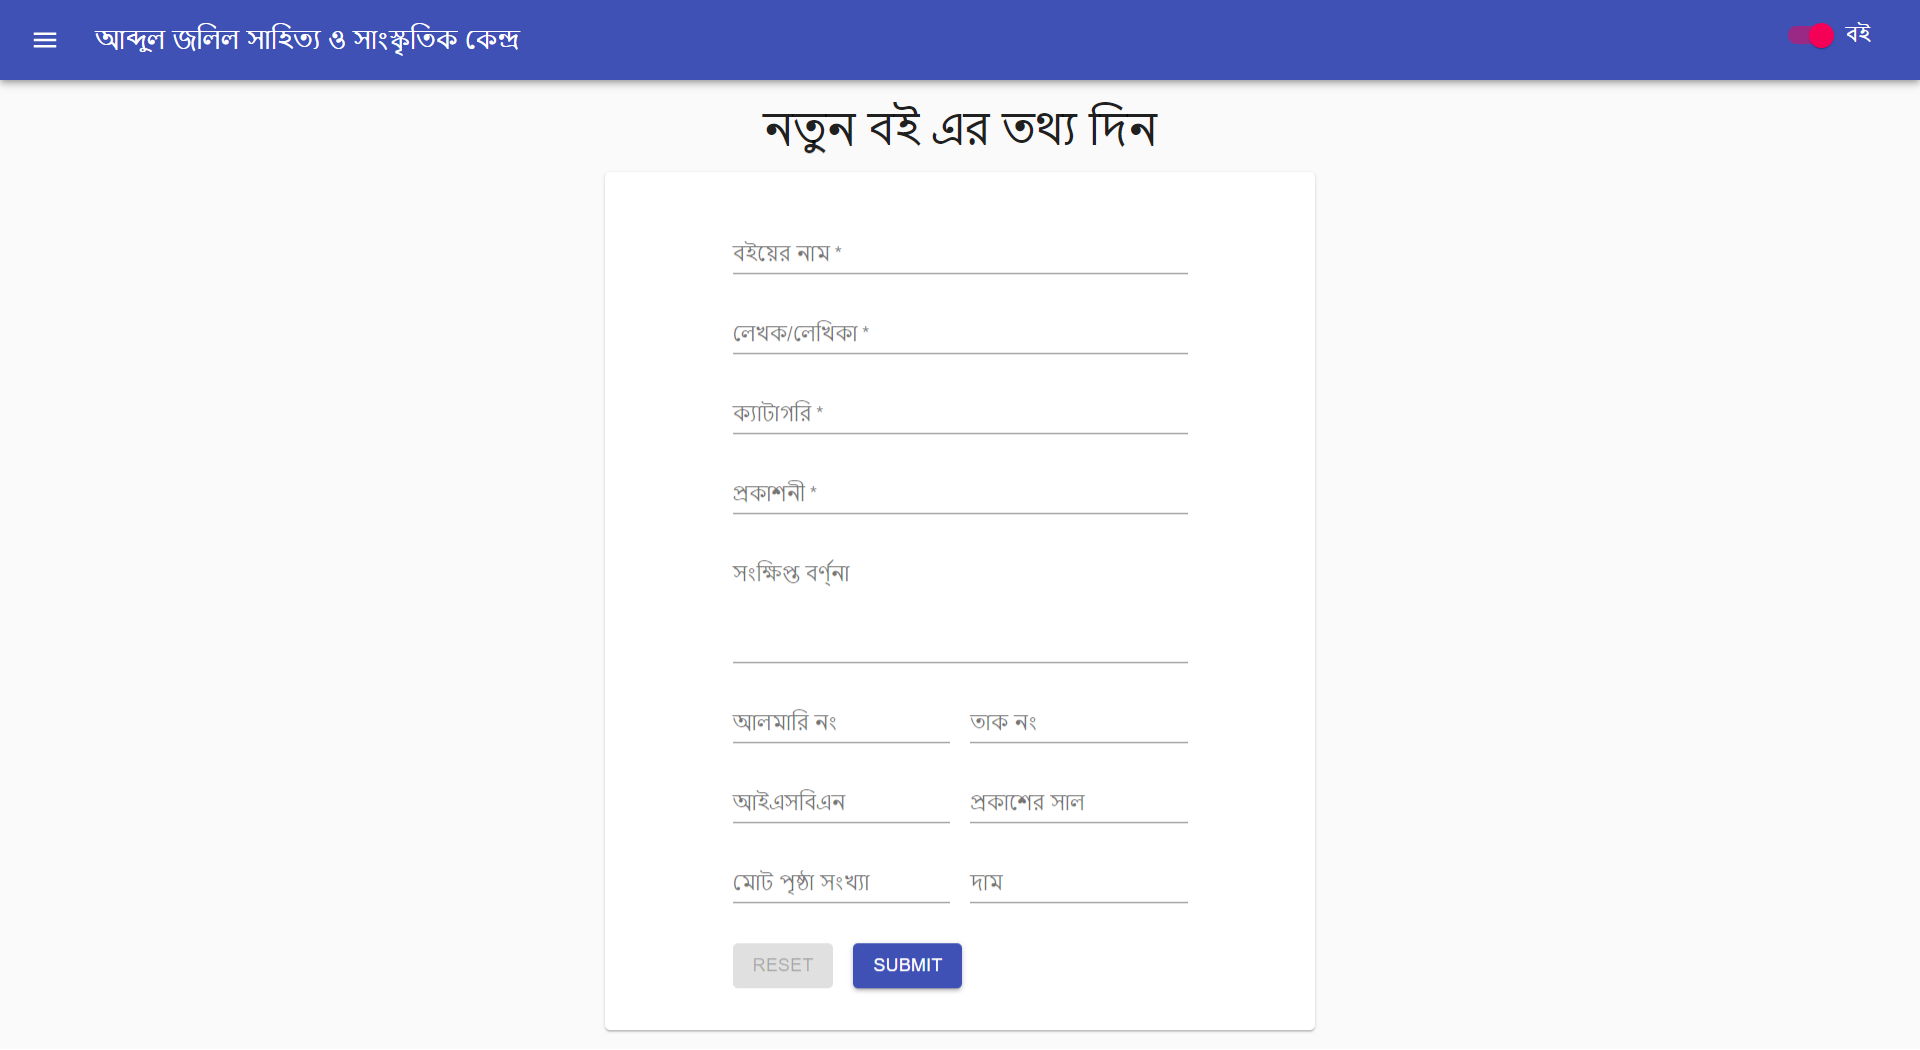 আব্দুল জলিল সাহিত্য ও সাংস্কৃতিক কেন্দ্র
বই
নতুন বই এর তথ্য দিন
বইয়ের নাম *
লেখক/লেখিকা *
ক্যাটাগরি *
প্রকাশনী *
সংক্ষিপ্ত বর্ণ্না
আলমারি নং
তাক নং
আইএসবিএন
প্রকাশের সাল
মোট পৃষ্ঠা সংখ্যা
দাম
RESET
SUBMIT